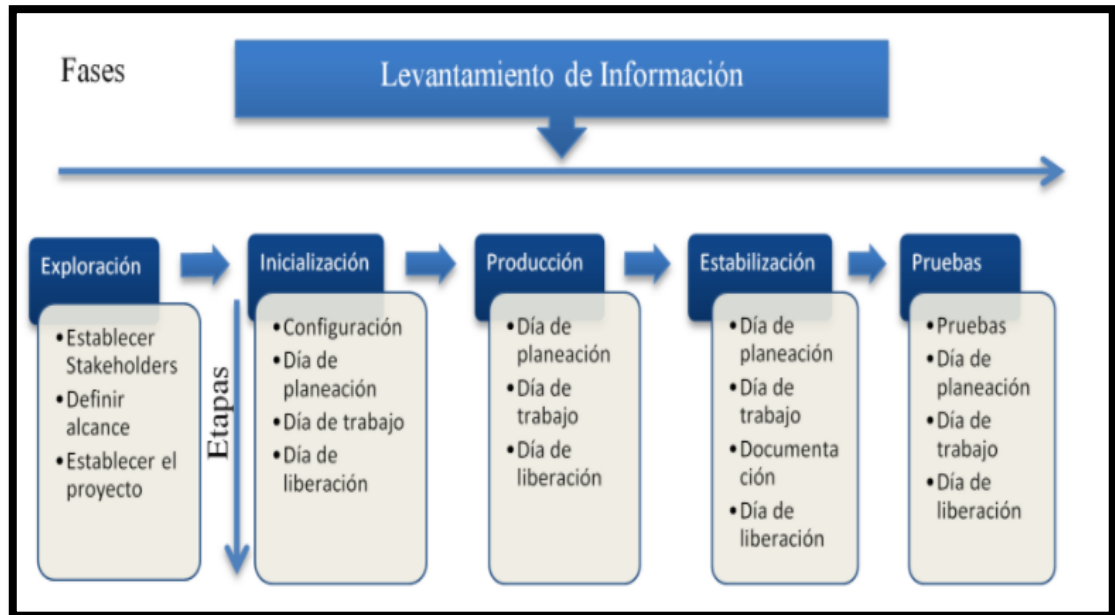 Fases
Levantamiento de Información
Exploración
•Establecer
Stakeholders
•Definir
alcance
•Establecer el
proyecto
Etapas
Inicialización
•Configuración
•Día de
planeación
•Día de trabajo
•Día de
liberación
Producción
•Día de
planeación
•Día de
trabajo
•Día de
liberación
Estabilización
•Día de
planeación
•Día de
trabajo
•Documenta
ción
•Día de
liberación
Pruebas
•Pruebas
•Día de
planeación
•Día de
trabajo
•Día de
liberación